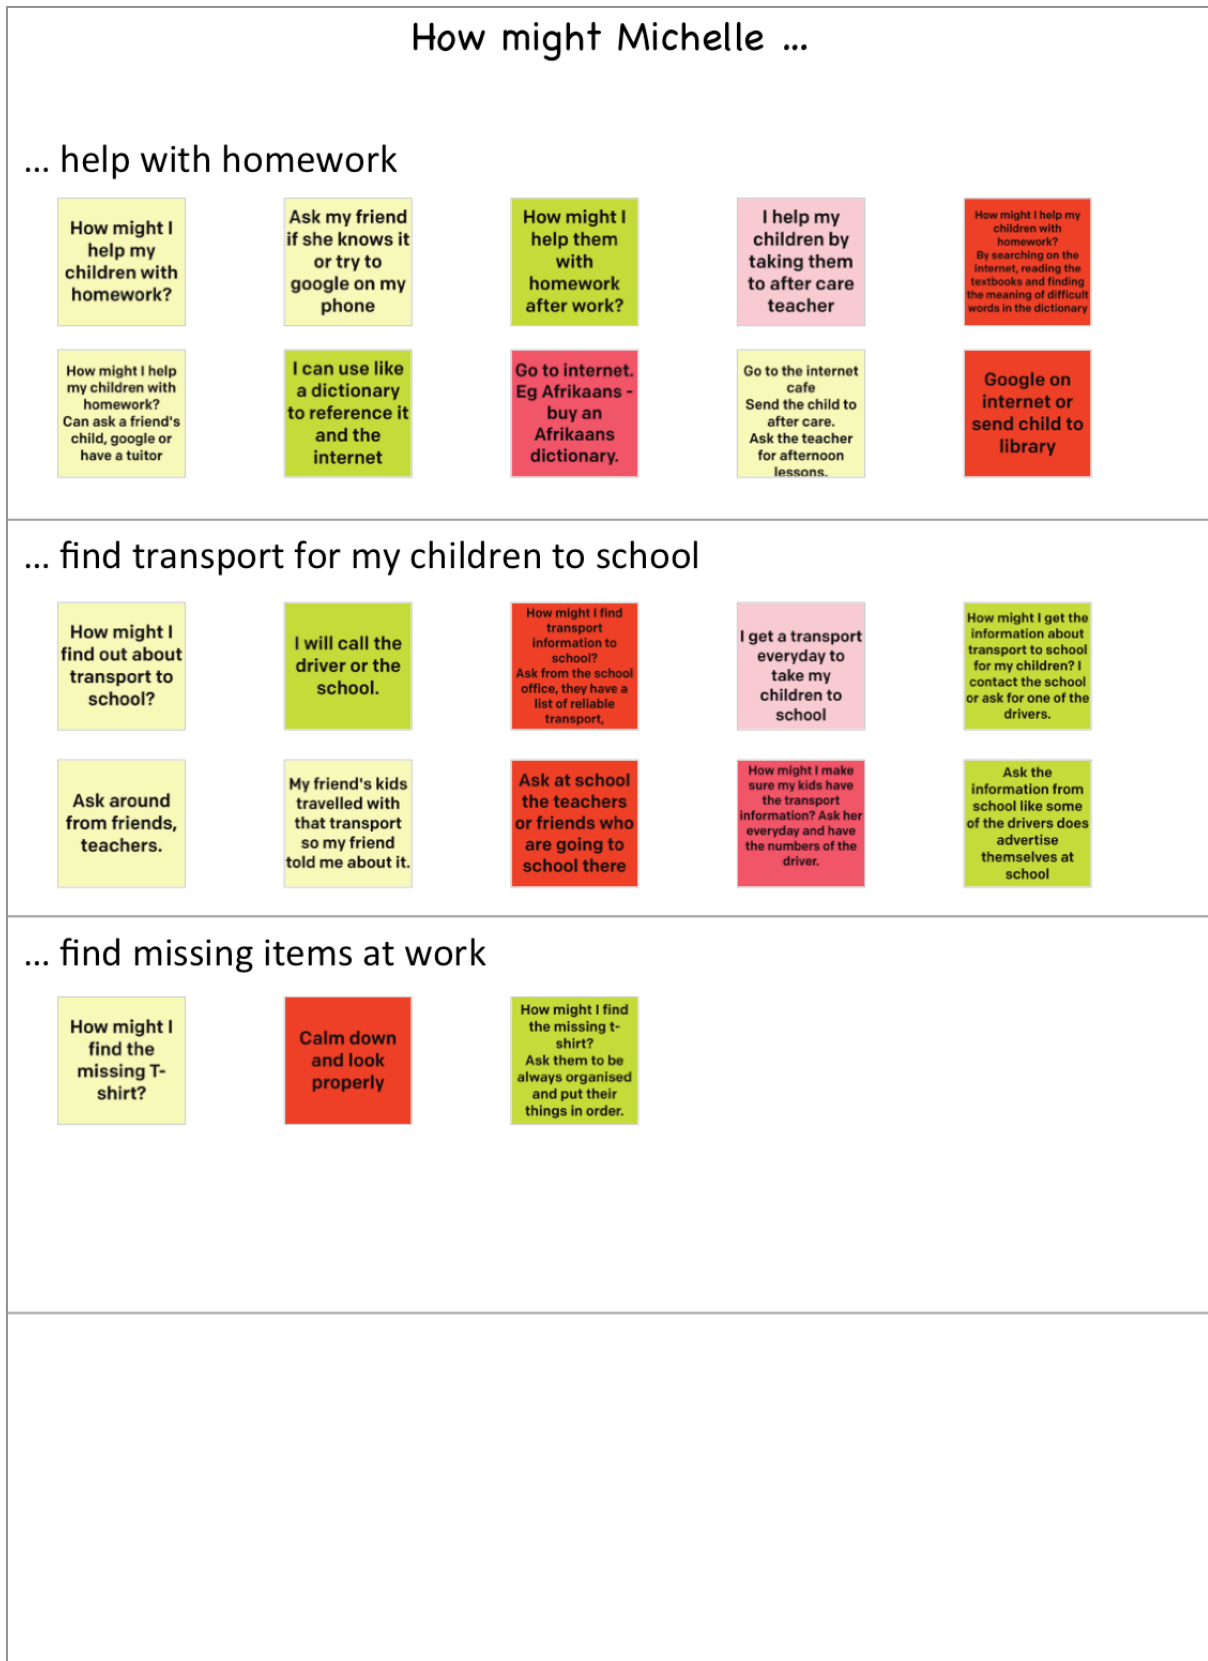 How might Michelle ...
... help with homework
How might I
help my
children with
homework?
Ask my friend
if she knows it
or try to
google on my
phone
How might I
help them
with
homework
after work?
I help my
children by
taking them
to after care
teacher
How might I help my
children with
homework?
By searching on the
internet, reading the
textbooks and finding
the meaning of difficult
words in the dictionary
How might I help
my children with
homework?
Can ask a friend's
child, google or
have a tuitor
I can use like
a dictionary
to reference it
and the
internet
Go to internet.
Eg Afrikaans -
buy an
Afrikaans
dictionary.
Go to the internet
cafe
Send the child to
after care.
Ask the teacher
for afternoon
lessons.
Google on
internet or
send child to
library
... find transport for my children to school
How might I
find out about
transport to
school?
I will call the
driver or the
school.
How might I find
transport
information to
school?
Ask from the school
office, they have a
list of reliable
transport,
I get a transport
everyday to
take my
children to
school
How might I get the
information about
transport to school
for my children? I
contact the school
or ask for one of the
drivers.
Ask around
from friends,
teachers.
My friend's kids
travelled with
that transport
so my friend
told me about it.
Ask at school
the teachers
or friends who
are going to
school there
How might I make
sure my kids have
the transport
information? Ask her
everyday and have
the numbers of the
driver.
Ask the
information from
school like some
of the drivers does
advertise
themselves at
school
... find missing items at work
How might I
find the
missing T-
shirt?
Calm down
and look
properly
How might I find
the missing t-
shirt?
Ask them to be
always organised
and put their
things in order.